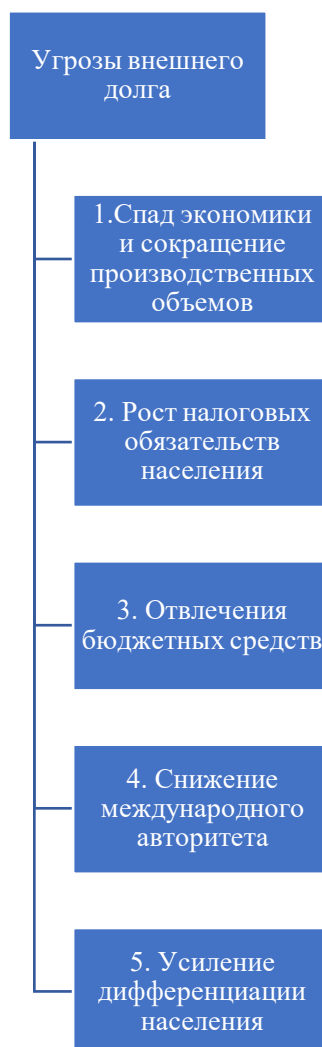 Угрозы внешнего
долга
1.Спад экономики
и сокращение
производственных
объемов
2. Рост налоговых
обязательств
населения
3. Отвлечения
бюджетных средств
4. Снижение
международного
авторитета
5. Усиление
дифференциации
населения